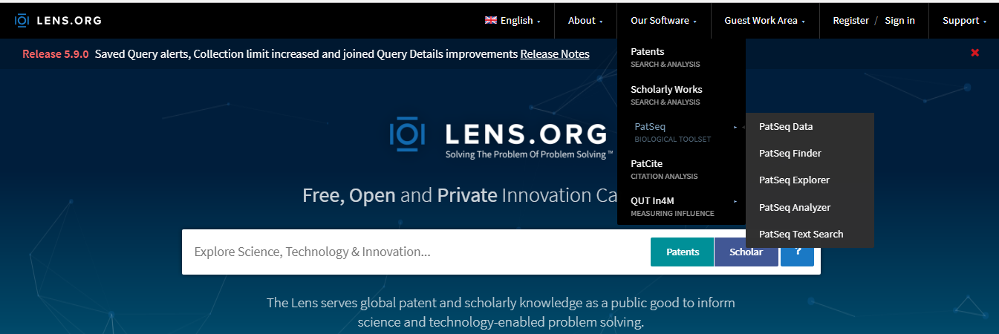 LENS.ORG
English
About
Our Software
Guest Work Area
Register / Sign in
Support
Release 5.9.0 Saved Query alerts, Collection limit increased and joined Query Details improvements Release Notes
Patents
SEARCH & ANALYSIS
Scholarly Works
SEARCH & ANALYSIS
PatSeq
BIOLOGICAL TOOLSET
PatCite
CITATION ANALYSIS
QUT In4M
MEASURING INFLUENCE
PatSeq Data
PatSeq Finder
PatSeq Explorer
PatSeq Analyzer
PatSeq Text Search
LENS.ORG
Solving The Problem Of Problem Solving™
Free, Open and Private Innovation Ca
Explore Science, Technology & Innovation...
Patents
Scholar
?
The Lens serves global patent and scholarly knowledge as a public good to inform
science and technology-enabled problem solving.